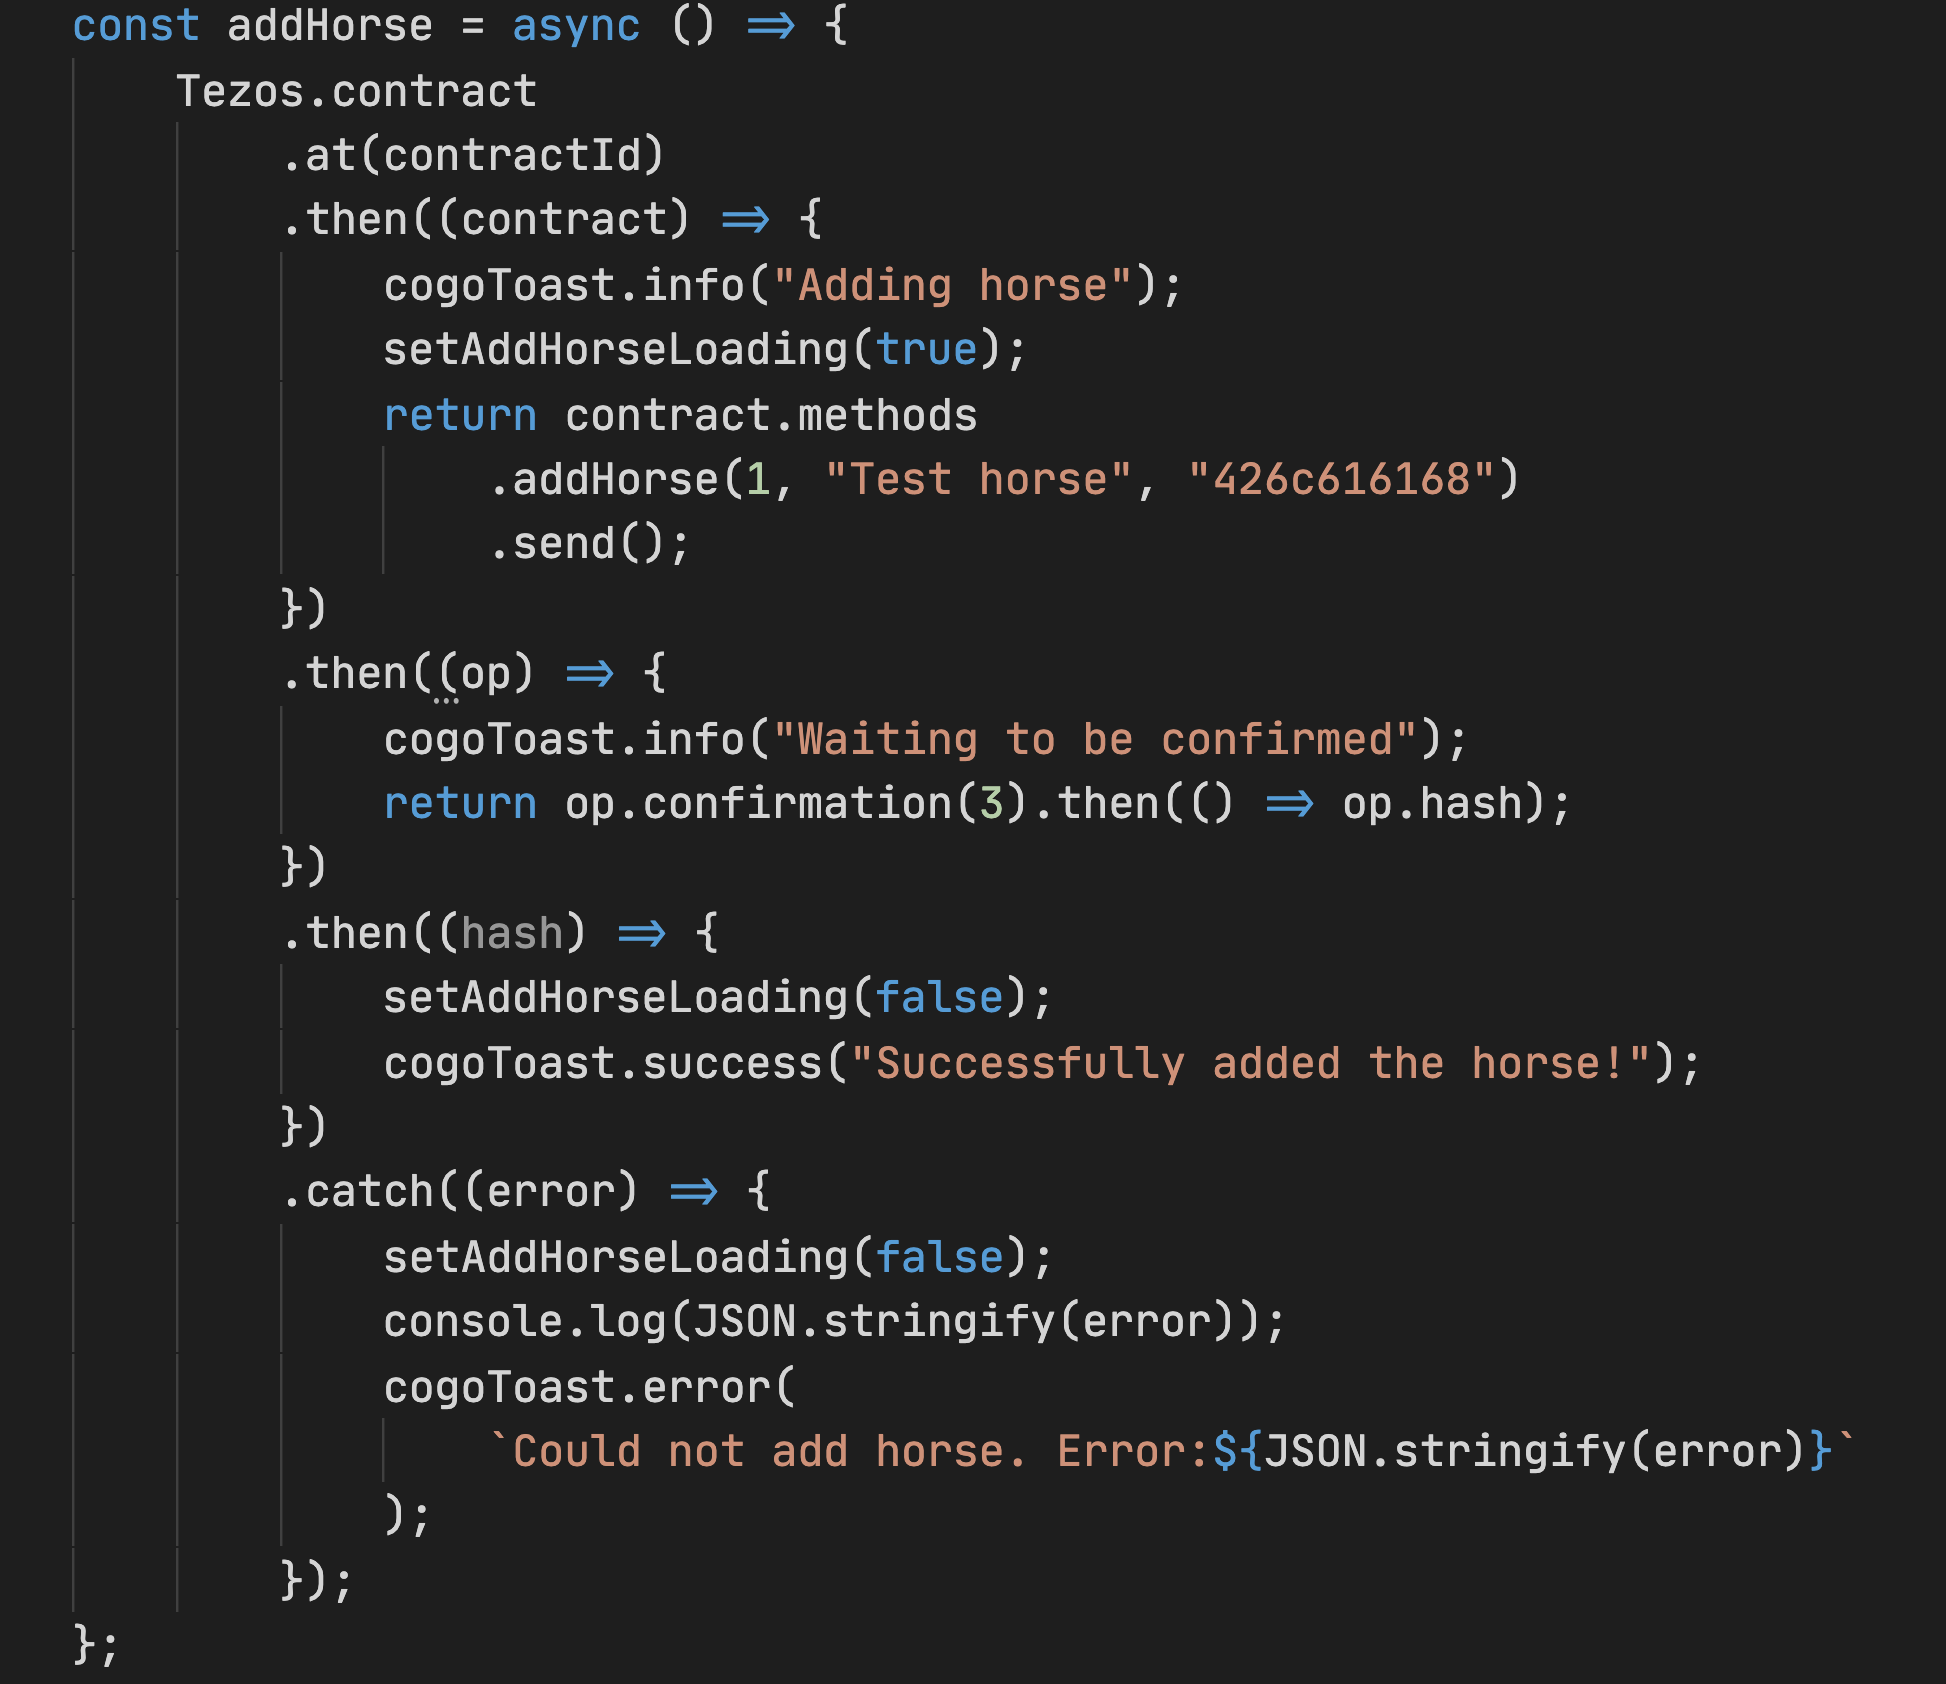 const addHorse = async () => {
    Tezos.contract
        .at(contractId)
        .then((contract) => {
            cogoToast.info("Adding horse");
            setAddHorseLoading(true);
            return contract.methods
                .addHorse(1, "Test horse", "426c616168")
                .send();
        })
        .then((op) => {
            cogoToast.info("Waiting to be confirmed");
            return op.confirmation(3).then(() => op.hash);
        })
        .then((hash) => {
            setAddHorseLoading(false);
            cogoToast.success("Successfully added the horse!");
        })
        .catch((error) => {
            setAddHorseLoading(false);
            console.log(JSON.stringify(error));
            cogoToast.error(
                `Could not add horse. Error:${JSON.stringify(error)}`
            );
        });
};